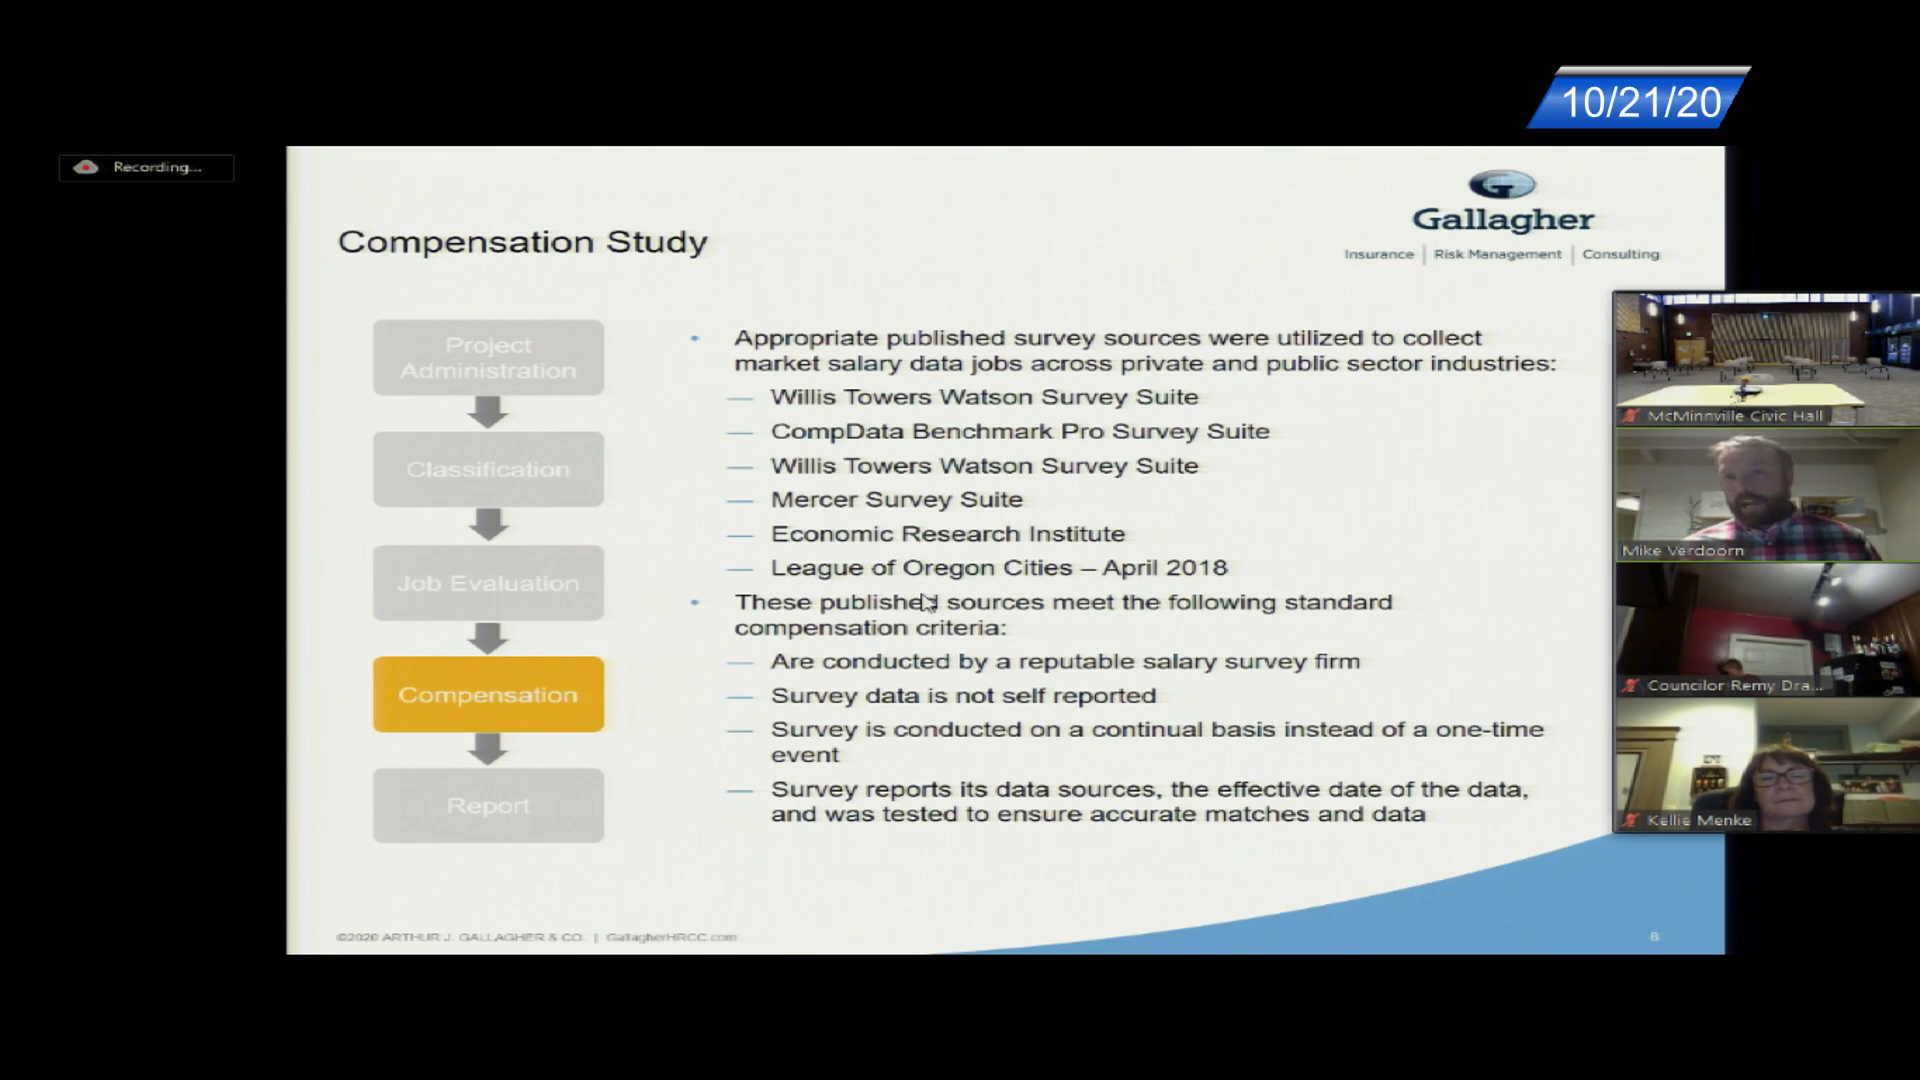 10/21/20
Recording...
Gallagher
Insurance | Risk Management | Consulting
Compensation Study
Project
Administration
Classification
Job Evaluation
Compensation
Report
• Appropriate published survey sources were utilized to collect
market salary data jobs across private and public sector industries:
— Willis Towers Watson Survey Suite
— CompData Benchmark Pro Survey Suite
— Willis Towers Watson Survey Suite
— Mercer Survey Suite
— Economic Research Institute
— League of Oregon Cities – April 2018
• These published sources meet the following standard
compensation criteria:
— Are conducted by a reputable salary survey firm
— Survey data is not self reported
— Survey is conducted on a continual basis instead of a one-time
event
— Survey reports its data sources, the effective date of the data,
and was tested to ensure accurate matches and data
McMinnville Civic Hall
Mike Verdoorn
Councilor Remy Dra...
Kellie Menke
©2020 ARTHUR J. GALLAGHER & CO. | GallagherHRCC.com
8